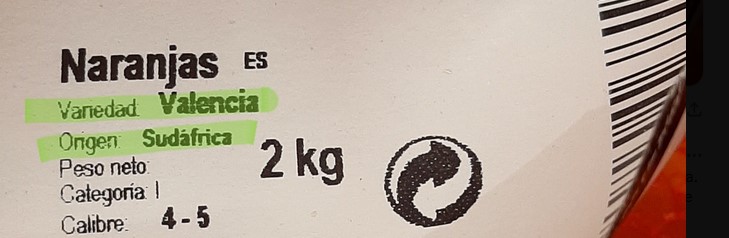 Naranjas ES
Variedad: Valencia
Origen: Sudáfrica
Peso neto: 2 kg
Categoría: I
Calibre: 4-5